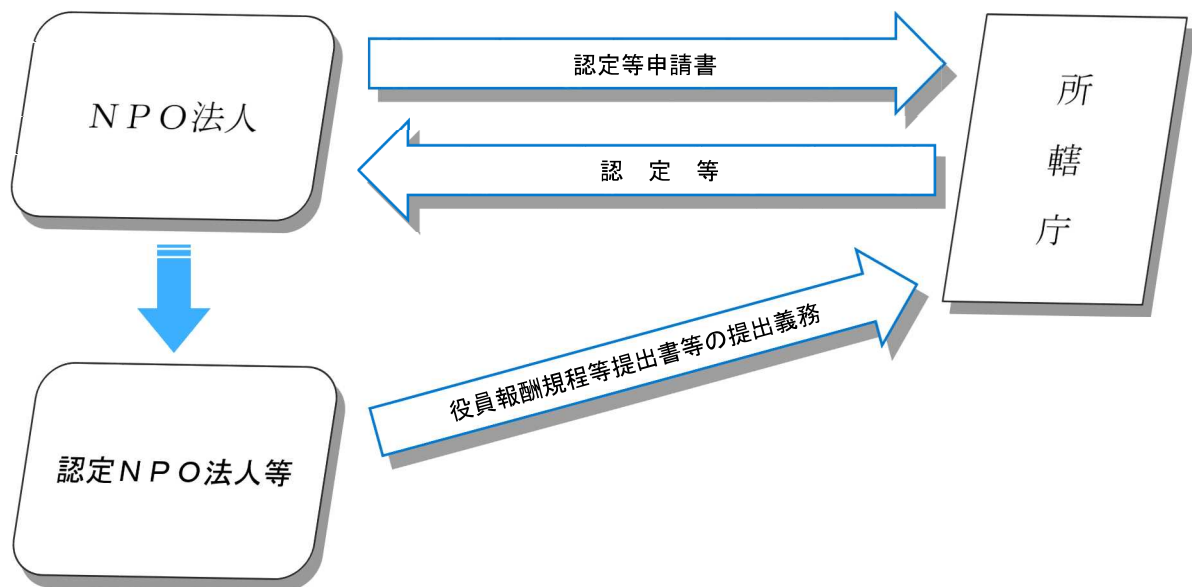 NPO法人
認定等申請書
認定等
所轄庁
役員報酬規程等提出書等の提出義務
認定NPO法人等